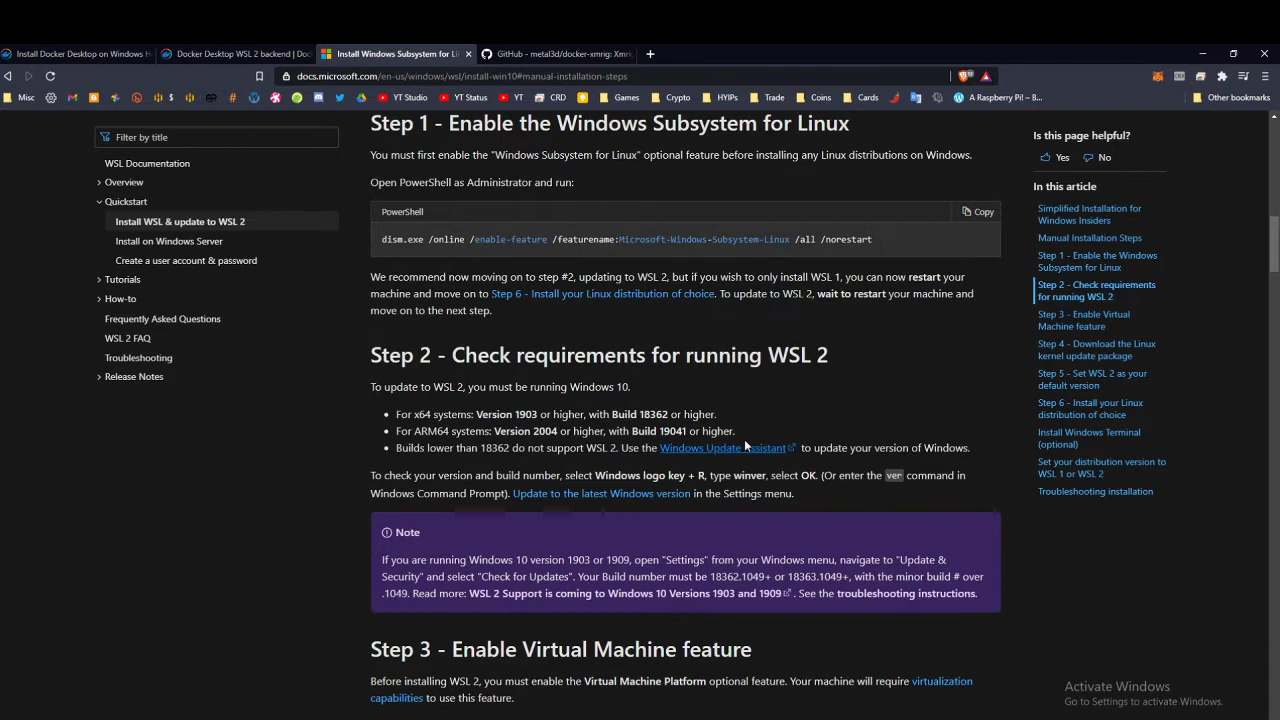 Install Docker Desktop on Windows H
Docker Desktop WSL 2 backend | Doc
Install Windows Subsystem for Li
GitHub - metal3d/docker-xmrig: Xmrig
docs.microsoft.com/en-us/windows/wsl/install-win10#manual-installation-steps
Misc
$
YT Studio
YT Status
YT
CRD
Games
Crypto
HYIPs
Trade
Coins
Cards
A Raspberry Pi! – B...
Other bookmarks
Filter by title
WSL Documentation
Overview
Quickstart
Install WSL & update to WSL 2
Install on Windows Server
Create a user account & password
Tutorials
How-to
Frequently Asked Questions
WSL 2 FAQ
Troubleshooting
Release Notes
Step 1 - Enable the Windows Subsystem for Linux
You must first enable the "Windows Subsystem for Linux" optional feature before installing any Linux distributions on Windows.
Open PowerShell as Administrator and run:
PowerShell
Copy
dism.exe /online /enable-feature /featurename:Microsoft-Windows-Subsystem-Linux /all /norestart
We recommend now moving on to step #2, updating to WSL 2, but if you wish to only install WSL 1, you can now restart your
machine and move on to Step 6 - Install your Linux distribution of choice. To update to WSL 2, wait to restart your machine and
move on to the next step.
Step 2 - Check requirements for running WSL 2
To update to WSL 2, you must be running Windows 10.
For x64 systems: Version 1903 or higher, with Build 18362 or higher.
For ARM64 systems: Version 2004 or higher, with Build 19041 or higher.
Builds lower than 18362 do not support WSL 2. Use the Windows Update Assistant to update your version of Windows.
To check your version and build number, select Windows logo key + R, type winver, select OK. (Or enter the ver command in
Windows Command Prompt). Update to the latest Windows version in the Settings menu.
Note
If you are running Windows 10 version 1903 or 1909, open "Settings" from your Windows menu, navigate to "Update &
Security" and select "Check for Updates". Your Build number must be 18362.1049+ or 18363.1049+, with the minor build # over
.1049. Read more: WSL 2 Support is coming to Windows 10 Versions 1903 and 1909 . See the troubleshooting instructions.
Step 3 - Enable Virtual Machine feature
Before installing WSL 2, you must enable the Virtual Machine Platform optional feature. Your machine will require virtualization
capabilities to use this feature.
Is this page helpful?
Yes
No
In this article
Simplified Installation for
Windows Insiders
Manual Installation Steps
Step 1 - Enable the Windows
Subsystem for Linux
Step 2 - Check requirements
for running WSL 2
Step 3 - Enable Virtual
Machine feature
Step 4 - Download the Linux
kernel update package
Step 5 - Set WSL 2 as your
default version
Step 6 - Install your Linux
distribution of choice
Install Windows Terminal
(optional)
Set your distribution version to
WSL 1 or WSL 2
Troubleshooting installation
Activate Windows
Go to Settings to activate Windows.